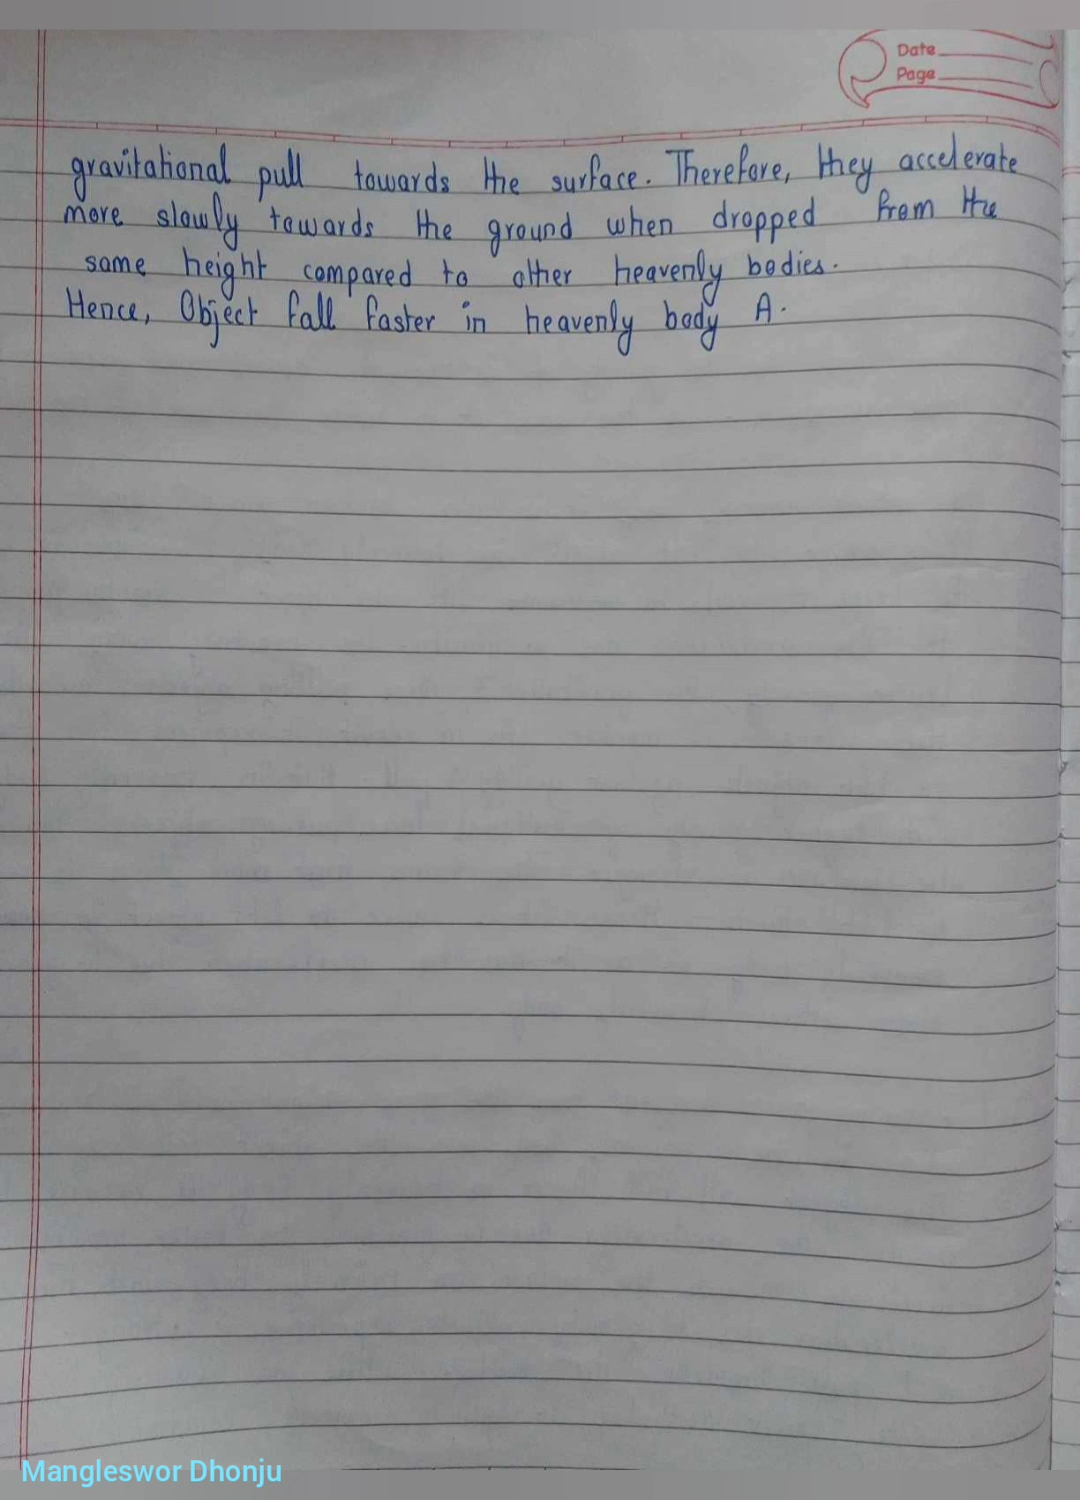 Date
Page
gravitational pull towards the surface. Therefore, they accelerate
more slowly towards the ground when dropped from the
same height compared to other heavenly bodies.
Hence, Object fall faster in heavenly body A.
Mangleswor Dhonju